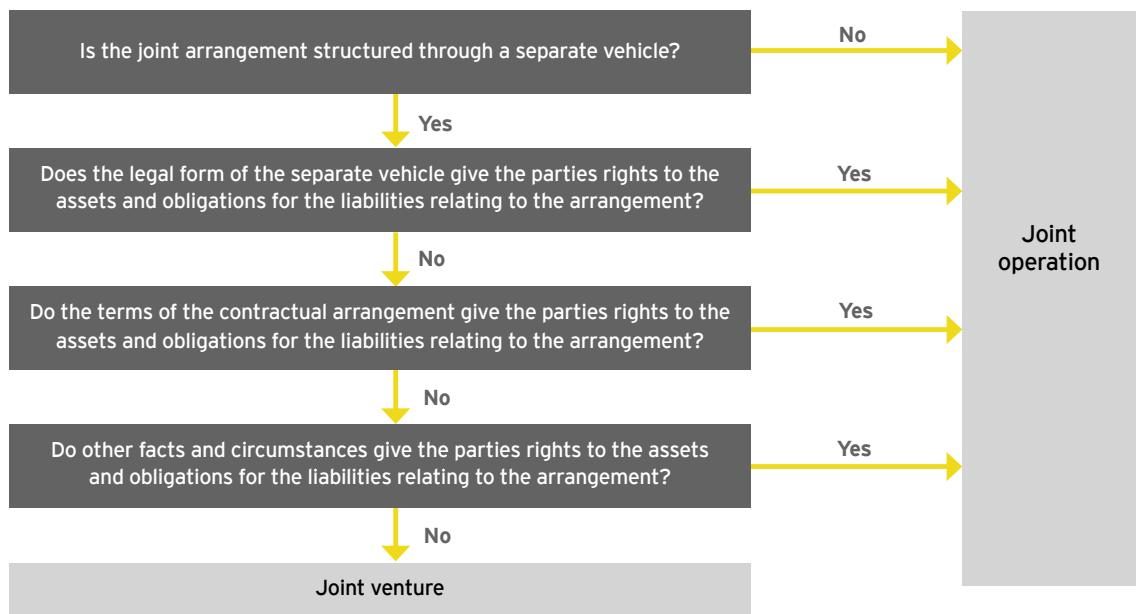 Is the joint arrangement structured through a separate vehicle?
No
Yes
Does the legal form of the separate vehicle give the parties rights to the
assets and obligations for the liabilities relating to the arrangement?
Yes
No
Do the terms of the contractual arrangement give the parties rights to the
assets and obligations for the liabilities relating to the arrangement?
Yes
No
Do other facts and circumstances give the parties rights to the assets
and obligations for the liabilities relating to the arrangement?
Yes
No
Joint venture
Joint
operation